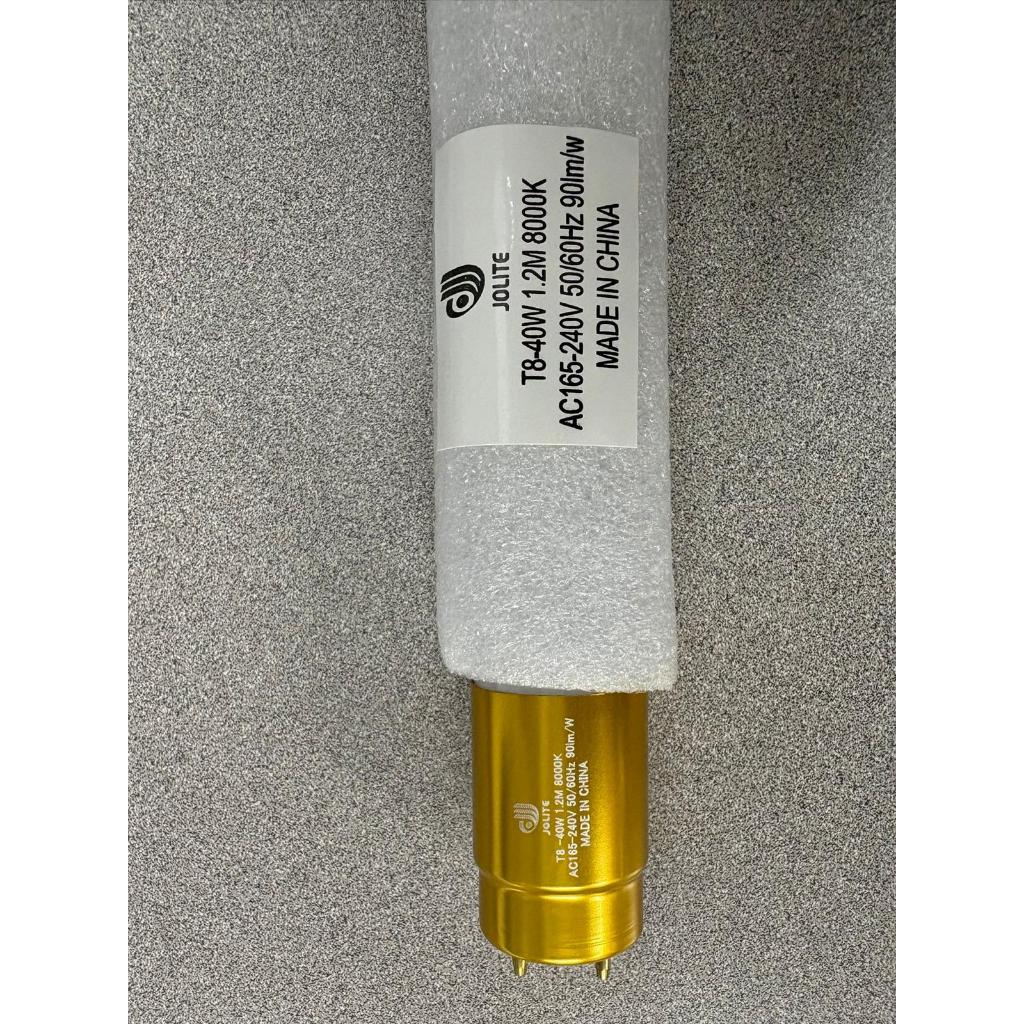 JOLITE
T8-40W 1.2M 8000K
AC165-240V 50/60Hz 90lm/w
MADE IN CHINA
JOLITE
T8 -40W 1.2M 8000K
AC165-240V 50/60Hz 90lm/W
MADE IN CHINA